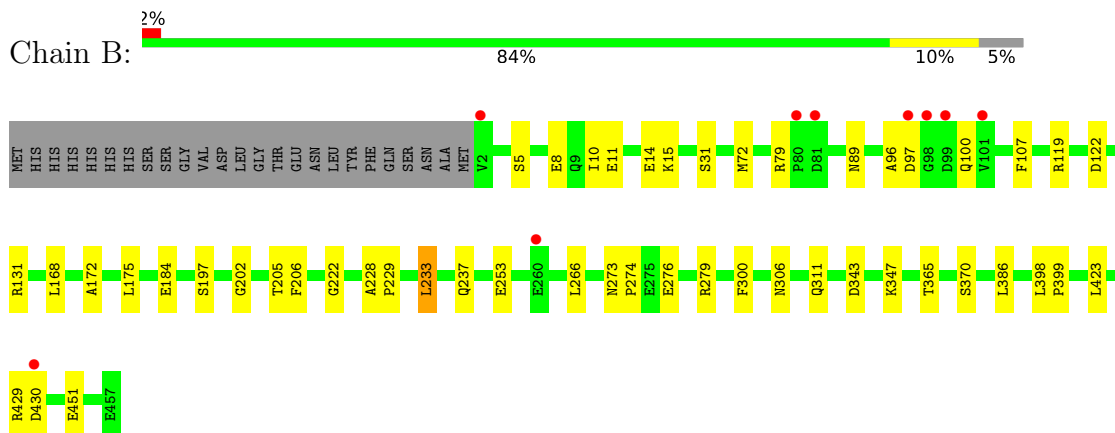 2%
Chain B:
84% 10% 5%
MET HIS HIS HIS HIS HIS HIS SER SER GLY VAL ASP LEU GLY THR GLU ASN LEU TYR PHE GLN SER ASN ALA MET V2 S5 E8 Q9 I10 E11 E14 K15 S31 M72 R79 P80 D81 N89 A96 D97 G98 D99 Q100 V101 F107 R119 D122
R131 L168 A172 L175 E184 S197 G202 T205 F206 G222 A228 P229 L233 Q237 E253 E260 L266 N273 P274 E275 E276 R279 F300 N306 Q311 D343 K347 T365 S370 L386 L398 P399 L423
R429 D430 E451 E457